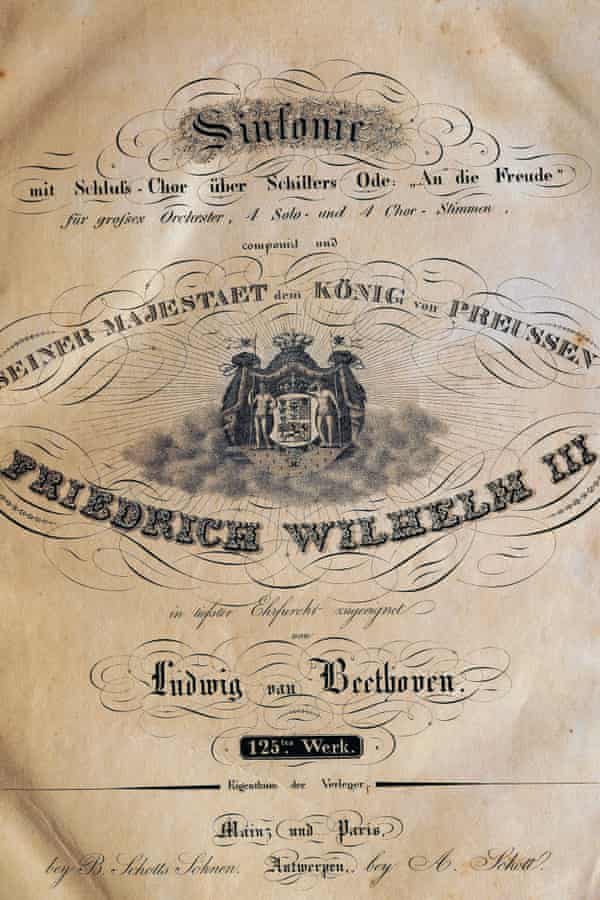 Sinfonie
mit Schluſs-Chor über Schillers Ode: „An die Freude"
für großes Orchester, 4 Solo- und 4 Chor-Stimmen,
componirt und
SEINER MAJESTAET dem KÖNIG von PREUSSEN
FRIEDRICH WILHELM III
in tiefster Ehrfurcht zugeeignet
von
Ludwig van Beethoven.
125tes. Werk.
Eigenthum der Verleger.
Mainz und Paris,
bey B. Schotts Söhnen. Antwerpen, bey A. Schott.